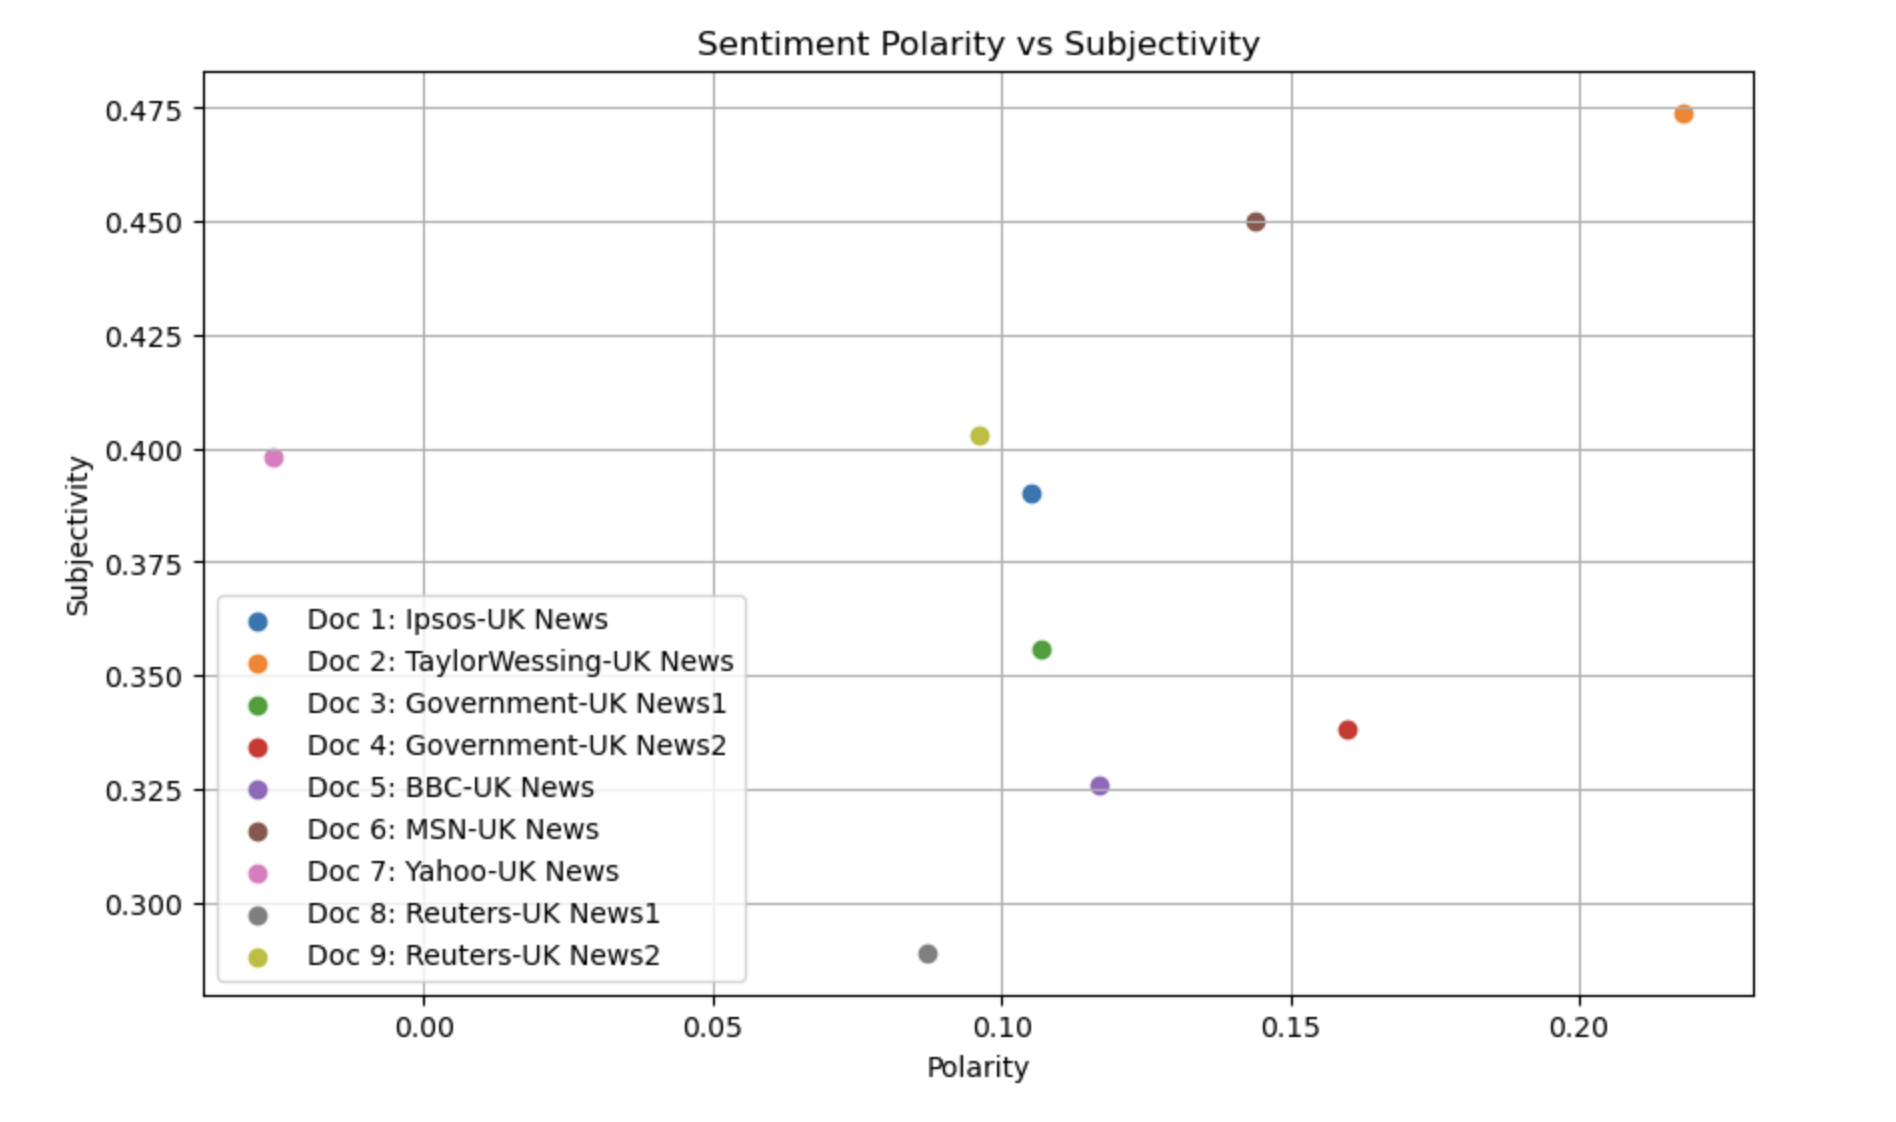 Sentiment Polarity vs Subjectivity
0.475
0.450
0.425
0.400
0.375
0.350
0.325
0.300
Subjectivity
Doc 1: Ipsos-UK News
Doc 2: TaylorWessing-UK News
Doc 3: Government-UK News1
Doc 4: Government-UK News2
Doc 5: BBC-UK News
Doc 6: MSN-UK News
Doc 7: Yahoo-UK News
Doc 8: Reuters-UK News1
Doc 9: Reuters-UK News2
0.00 0.05 0.10 0.15 0.20
Polarity